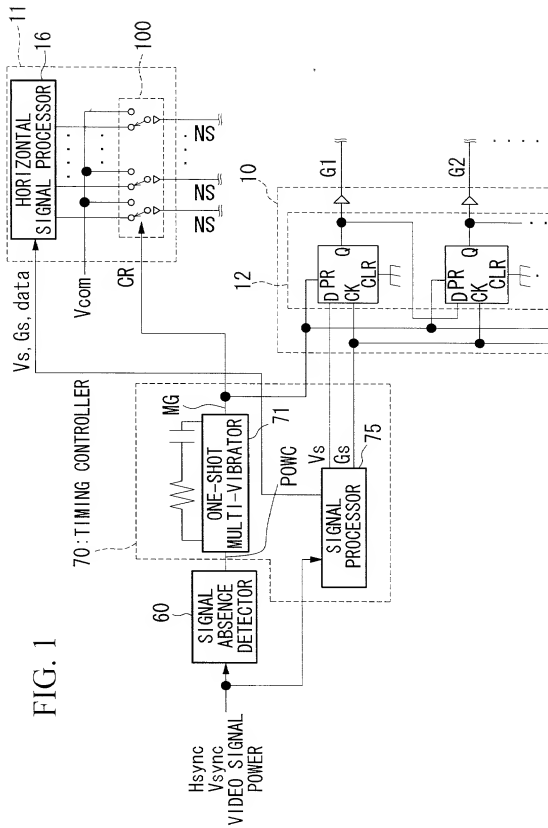 FIG. 1
Hsync
Vsync
VIDEO SIGNAL
POWER
60
SIGNAL
ABSENCE
DETECTOR
70:TIMING CONTROLLER
ONE-SHOT
MULTI-VIBRATOR
MG
71
POWC
SIGNAL
PROCESSOR
75
Vs
Gs
Vs, Gs, data
Vcom
CR
11
16
HORIZONTAL
SIGNAL PROCESSOR
100
NS
NS
NS
10
12
D
PR
Q
CK
CLR
G1
D
PR
Q
CK
CLR
G2